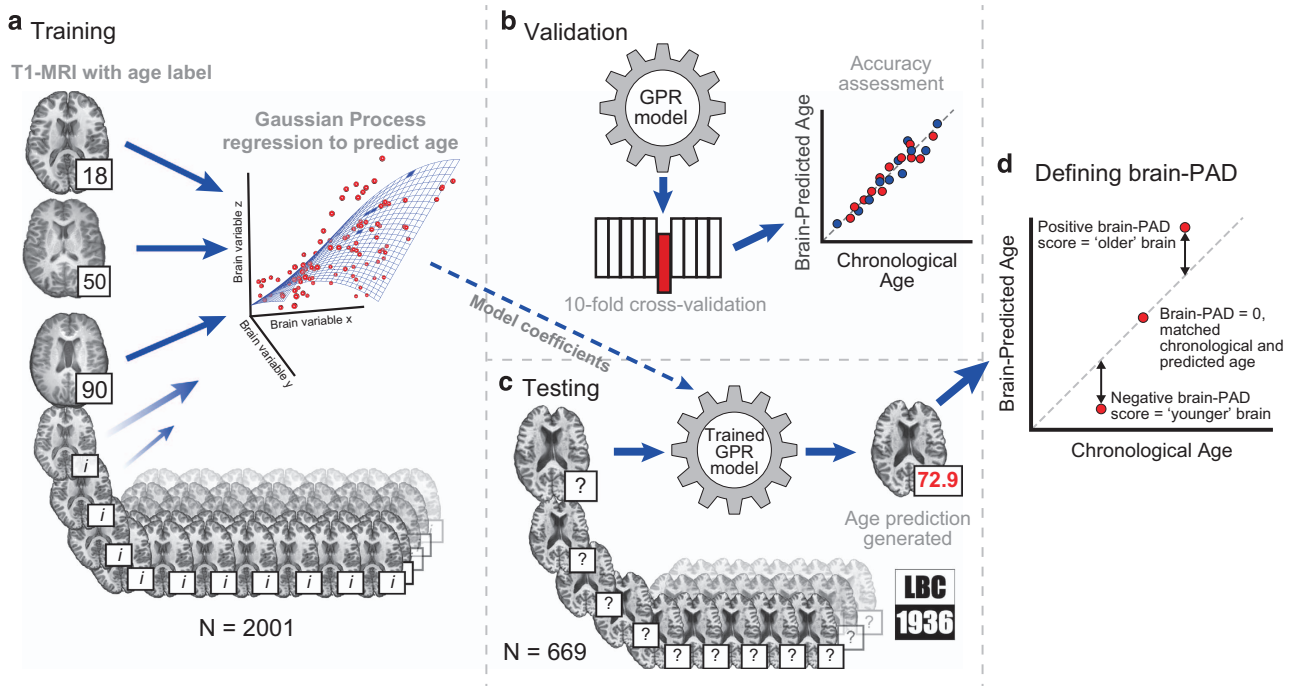 a Training
T1-MRI with age label
18
50
90
i
i
i
i
i
i
i
i
i
i
Gaussian Process
regression to predict age
Brain variable z
Brain variable x
Brain variable y
N = 2001
b Validation
GPR
model
10-fold cross-validation
Accuracy
assessment
Brain-Predicted Age
Chronological
Age
Model coefficients
c Testing
?
?
?
?
?
?
?
?
?
?
?
Trained
GPR
model
72.9
Age prediction
generated
LBC
1936
N = 669
d Defining brain-PAD
Brain-Predicted Age
Positive brain-PAD
score = ‘older’ brain
Brain-PAD = 0,
matched
chronological and
predicted age
Negative brain-PAD
score = ‘younger’ brain
Chronological Age